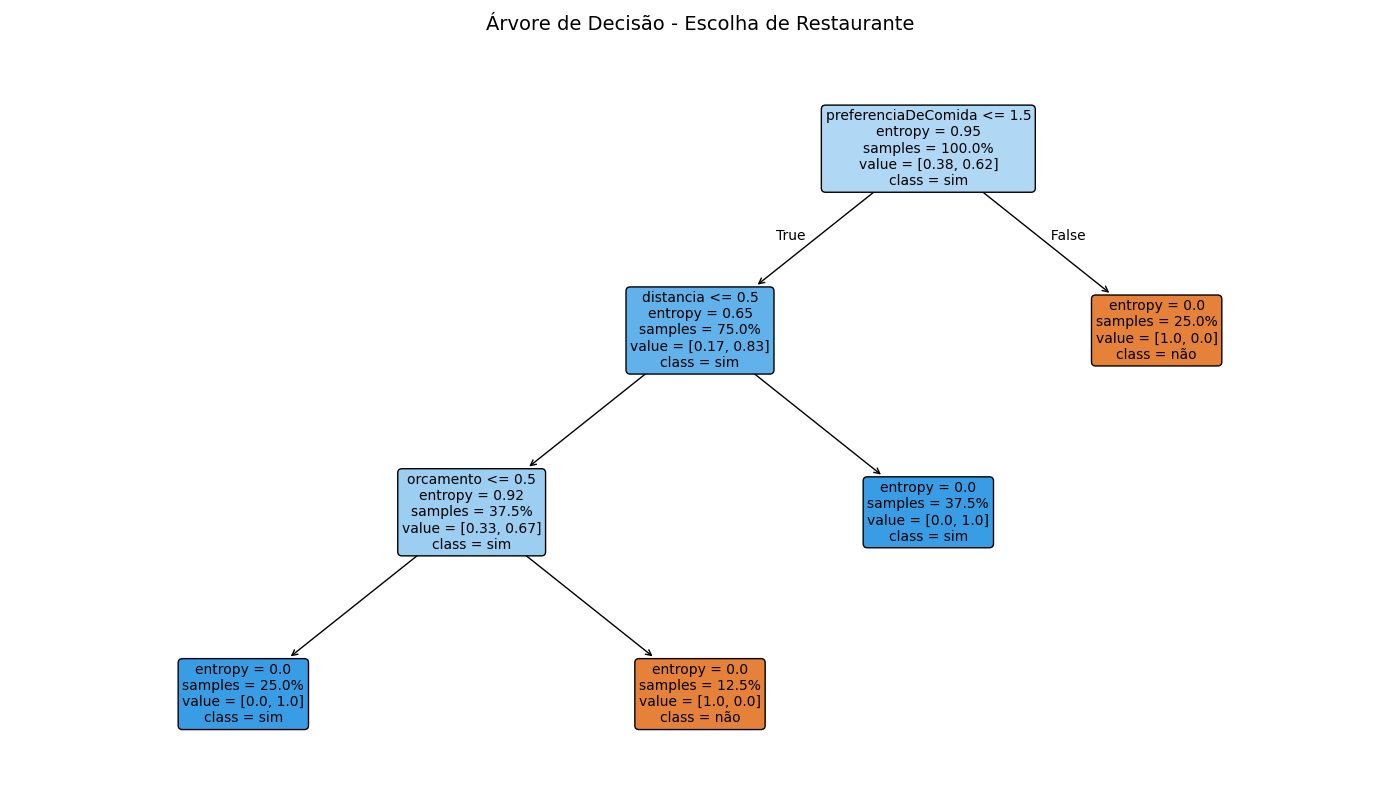 Árvore de Decisão - Escolha de Restaurante
preferenciaDeComida <= 1.5
entropy = 0.95
samples = 100.0%
value = [0.38, 0.62]
class = sim
True
False
distancia <= 0.5
entropy = 0.65
samples = 75.0%
value = [0.17, 0.83]
class = sim
entropy = 0.0
samples = 25.0%
value = [1.0, 0.0]
class = não
orcamento <= 0.5
entropy = 0.92
samples = 37.5%
value = [0.33, 0.67]
class = sim
entropy = 0.0
samples = 37.5%
value = [0.0, 1.0]
class = sim
entropy = 0.0
samples = 25.0%
value = [0.0, 1.0]
class = sim
entropy = 0.0
samples = 12.5%
value = [1.0, 0.0]
class = não